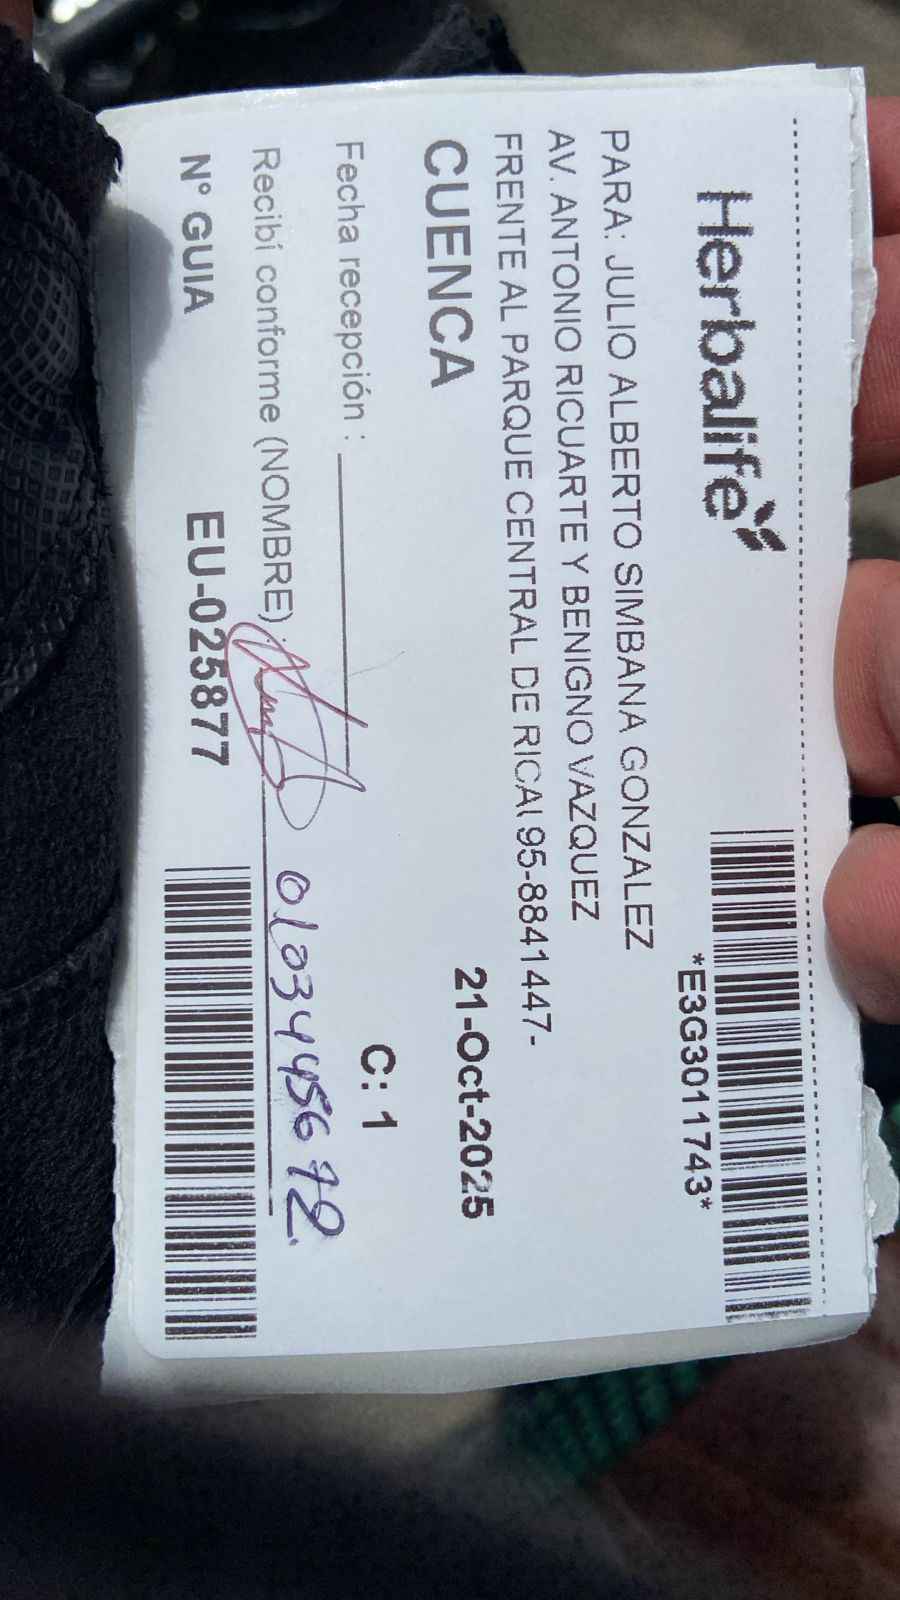 Herbalife
*E3G3011743*
PARA: JULIO ALBERTO SIMBANA GONZALEZ
AV. ANTONIO RICUARTE Y BENIGNO VAZQUEZ
FRENTE AL PARQUE CENTRAL DE RICAI 95-8841447-
CUENCA 21-Oct-2025
Fecha recepción : C: 1
Recibí conforme (NOMBRE): 0103445672
N° GUIA EU-025877